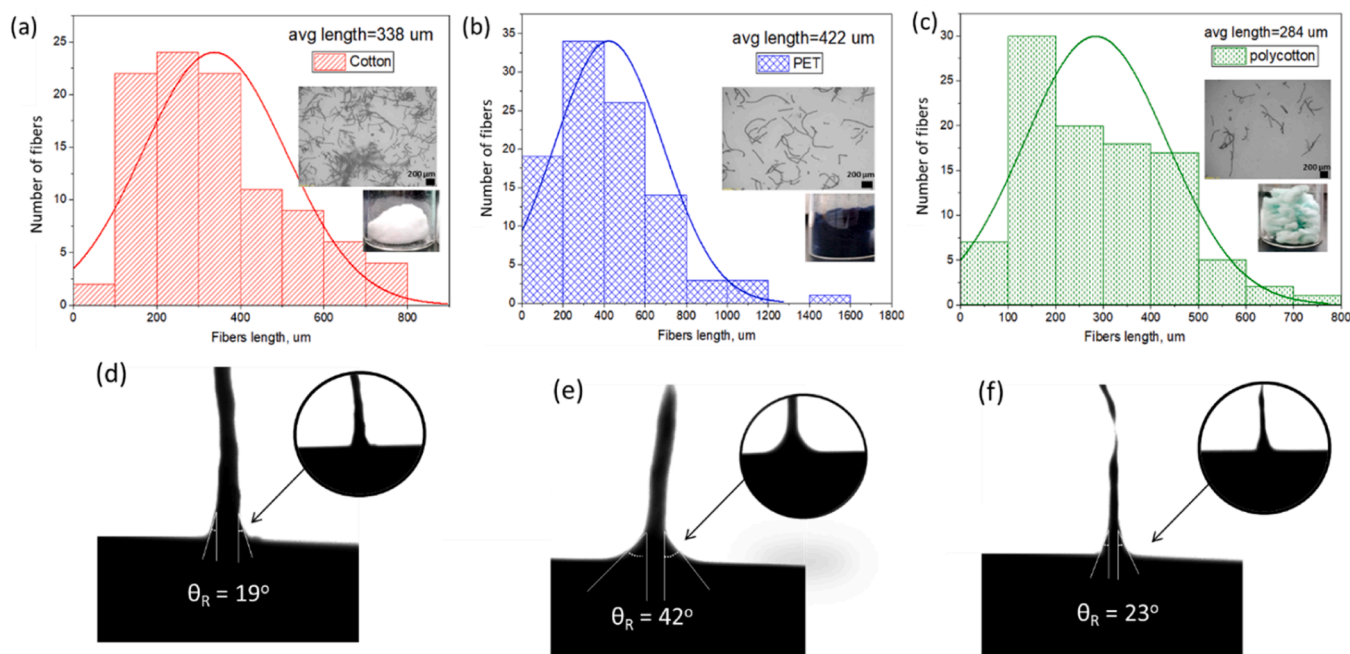 (a)
avg length=338 um
Cotton
Number of fibers
25
20
15
10
5
0
200 μm
0 200 400 600 800
Fibers length, um
(b)
avg length=422 um
PET
Number of fibers
35
30
25
20
15
10
5
0
200 μm
0 200 400 600 800 1000 1200 1400 1600 1800
Fibers length, um
(c)
avg length=284 um
polycotton
Number of fibers
30
25
20
15
10
5
0
200 μm
0 100 200 300 400 500 600 700 800
Fibers length, um
(d)
θR = 19°
(e)
θR = 42°
(f)
θR = 23°